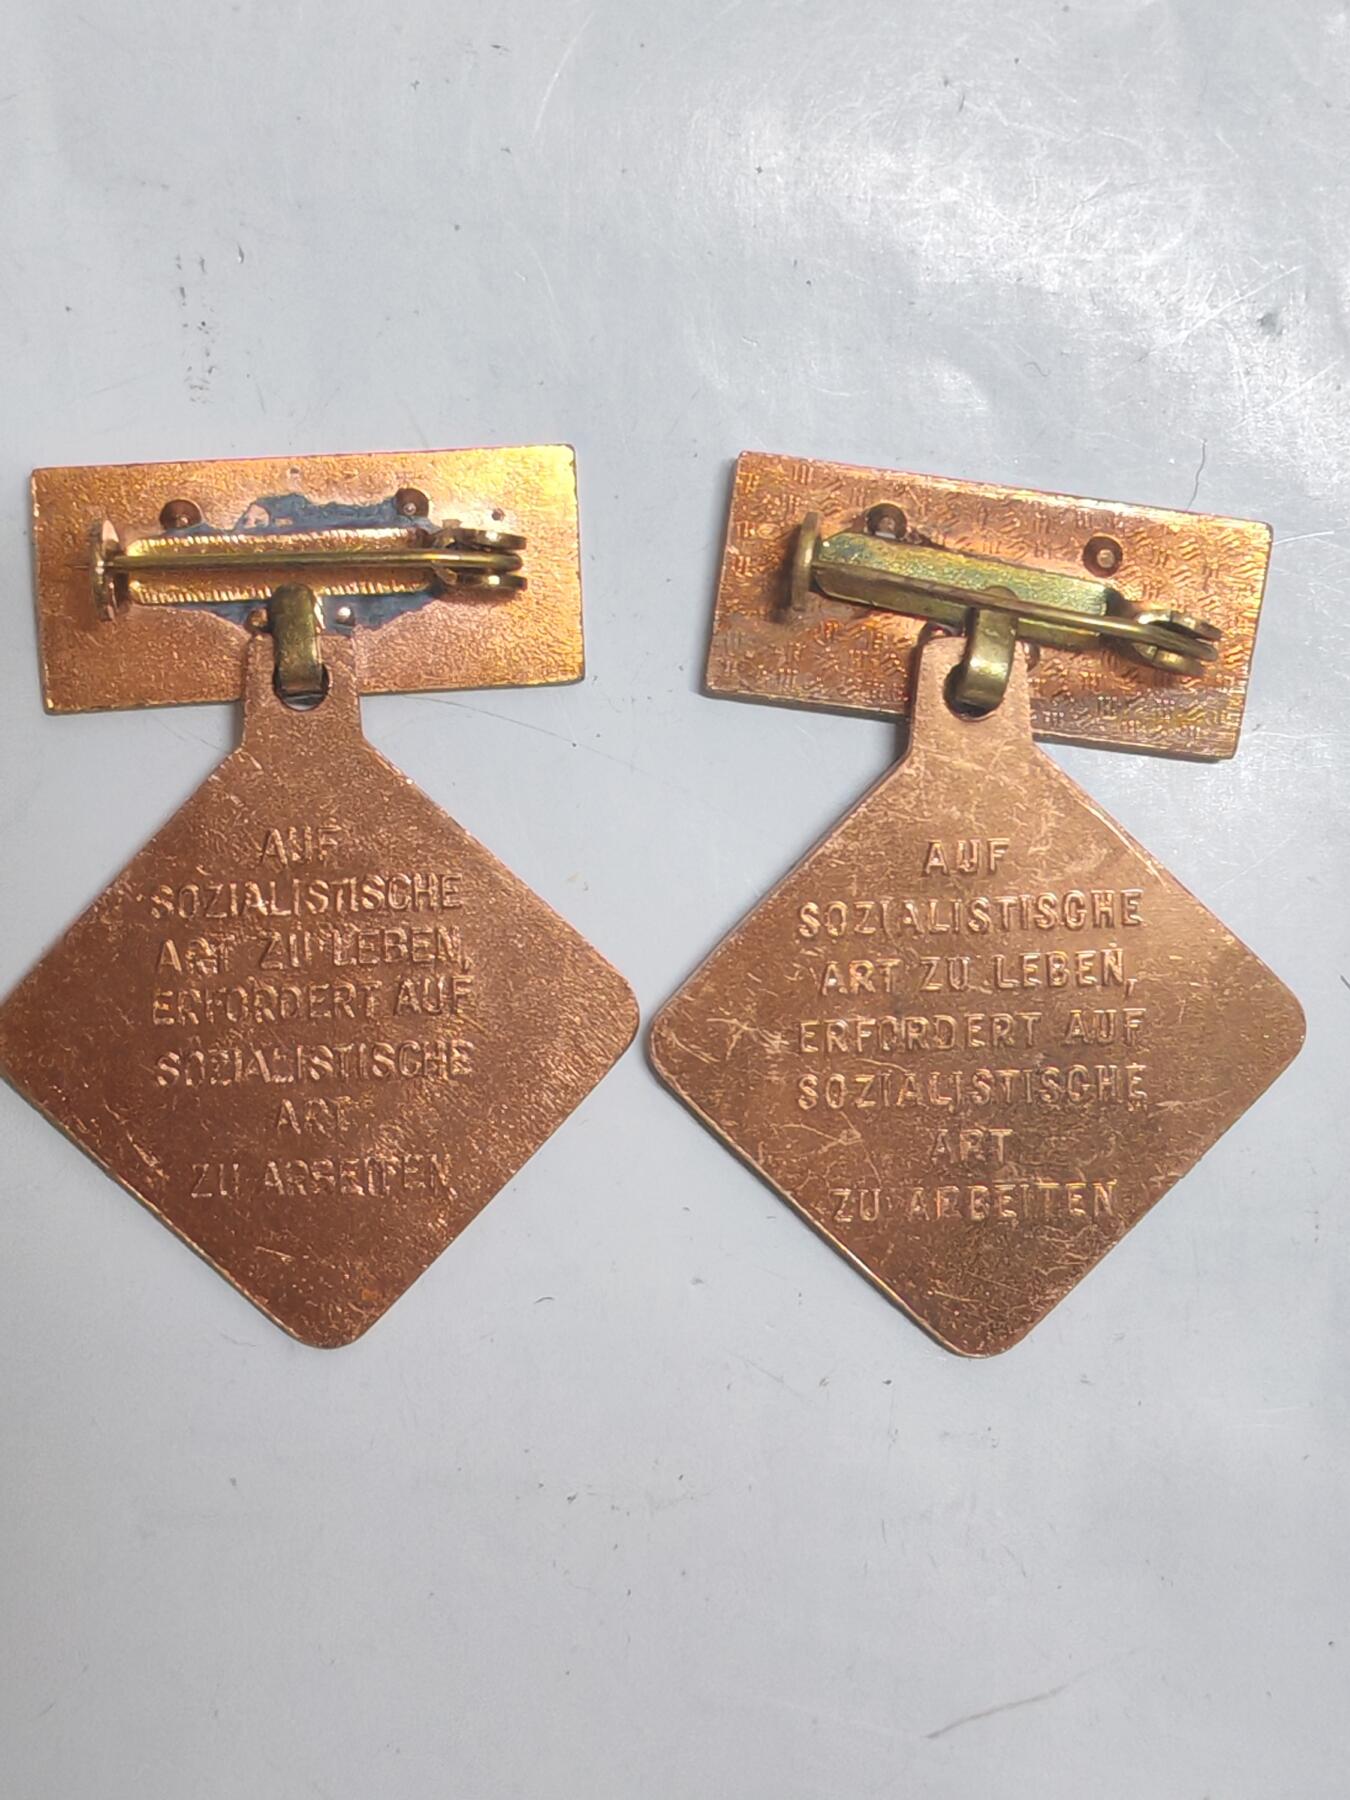 AUF
SOZIALISTISCHE
ART ZU LEBEN,
ERFORDERT AUF
SOZIALISTISCHE
ART
ZU ARBEITEN
AUF
SOZIALISTISCHE
ART ZU LEBEN,
ERFORDERT AUF
SOZIALISTISCHE
ART
ZU ARBEITEN